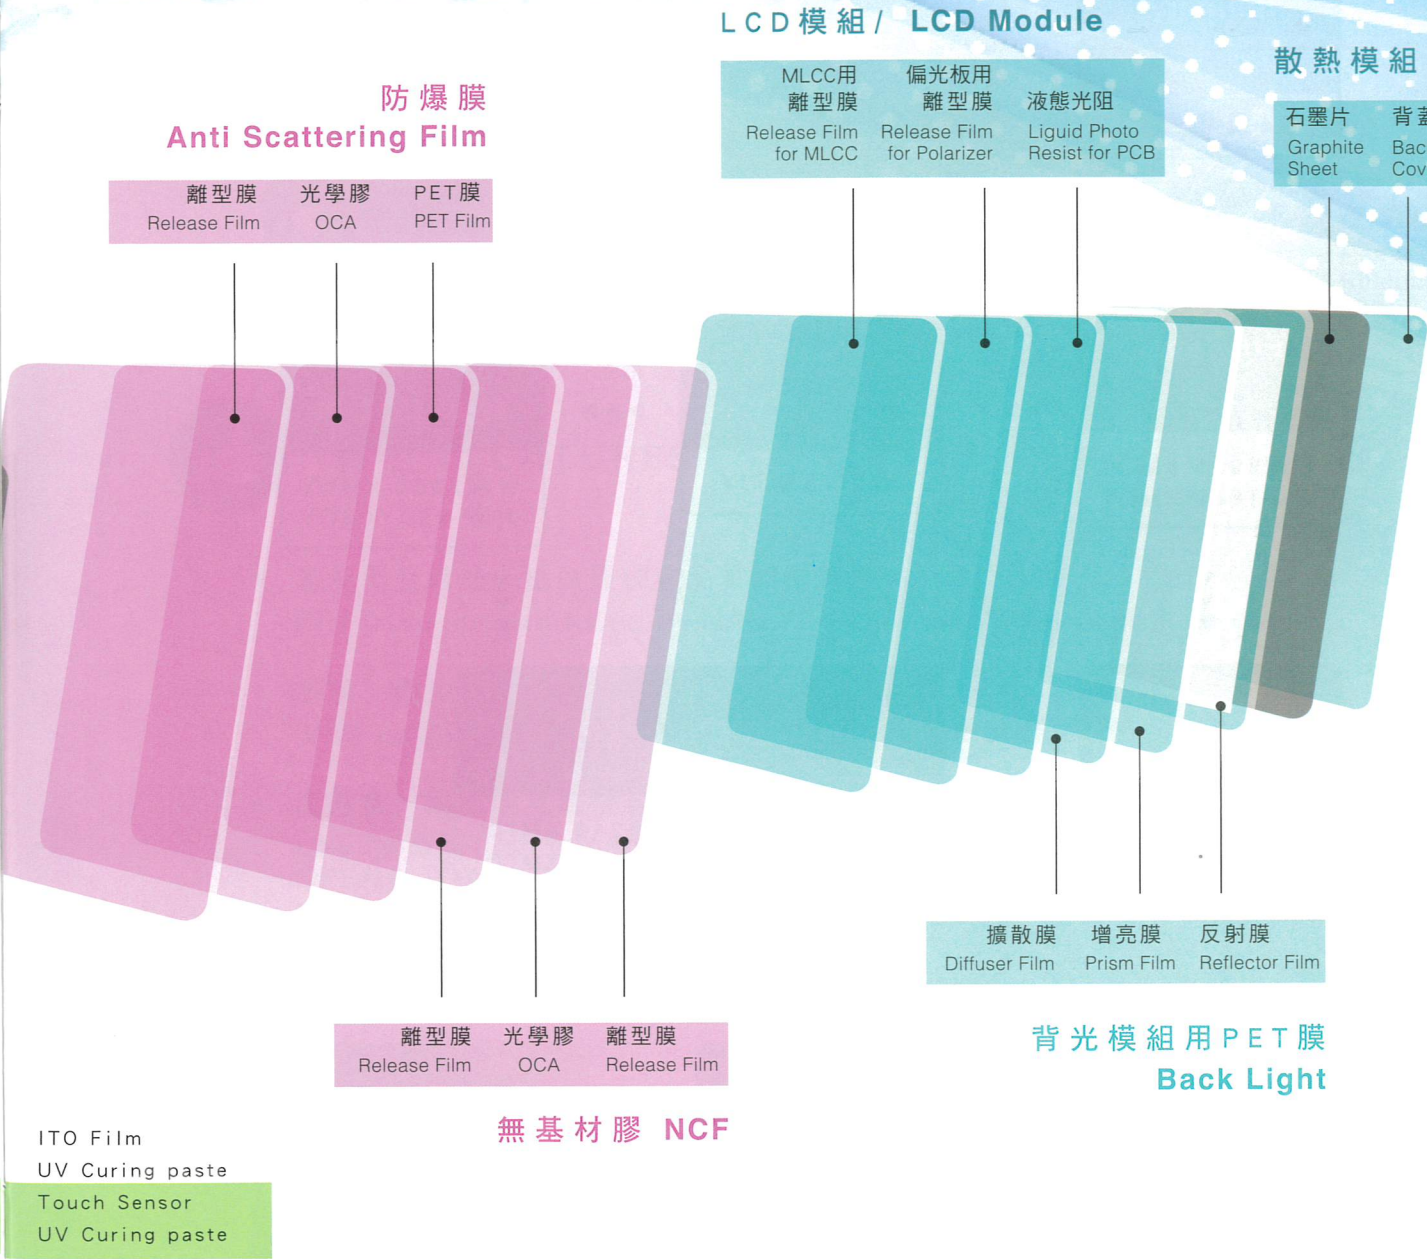 LCD模組/ LCD Module
MLCC用
離型膜
Release Film
for MLCC
偏光板用
離型膜
Release Film
for Polarizer
液態光阻
Liguid Photo
Resist for PCB
散熱模組
石墨片
Graphite
Sheet
背蓋
Bac
Cov
防爆膜
Anti Scattering Film
離型膜
Release Film
光學膠
OCA
PET膜
PET Film
離型膜
Release Film
光學膠
OCA
離型膜
Release Film
無基材膠 NCF
擴散膜
Diffuser Film
增亮膜
Prism Film
反射膜
Reflector Film
背光模組用PET膜
Back Light
ITO Film
UV Curing paste
Touch Sensor
UV Curing paste